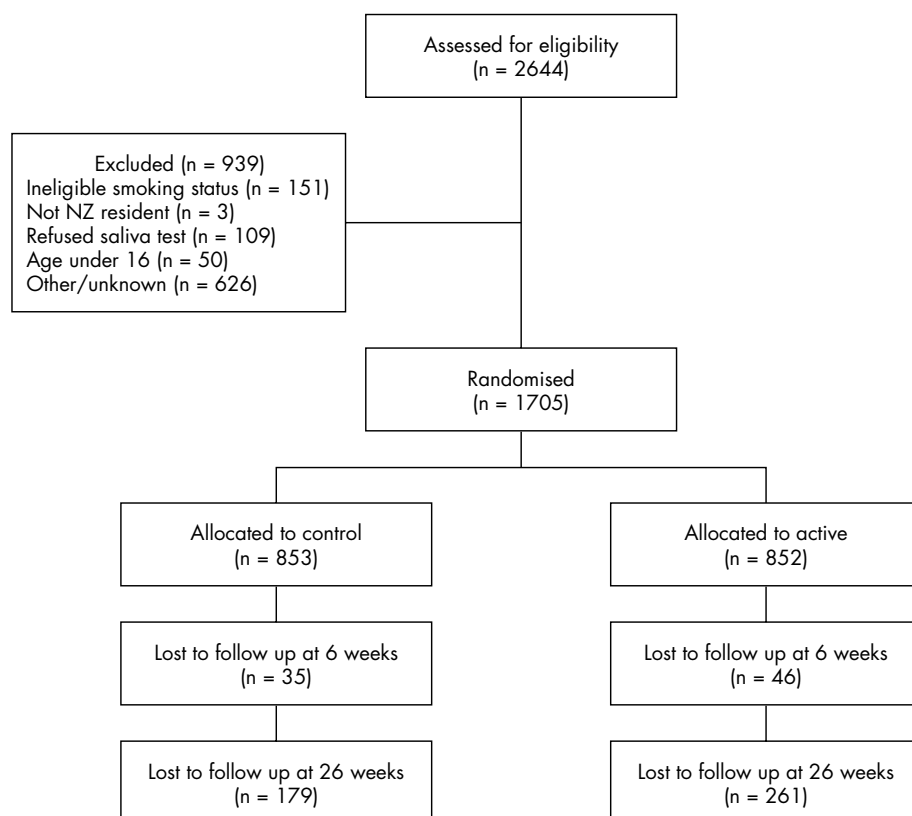 Assessed for eligibility
(n = 2644)
Excluded (n = 939)
Ineligible smoking status (n = 151)
Not NZ resident (n = 3)
Refused saliva test (n = 109)
Age under 16 (n = 50)
Other/unknown (n = 626)
Randomised
(n = 1705)
Allocated to control
(n = 853)
Allocated to active
(n = 852)
Lost to follow up at 6 weeks
(n = 35)
Lost to follow up at 6 weeks
(n = 46)
Lost to follow up at 26 weeks
(n = 179)
Lost to follow up at 26 weeks
(n = 261)